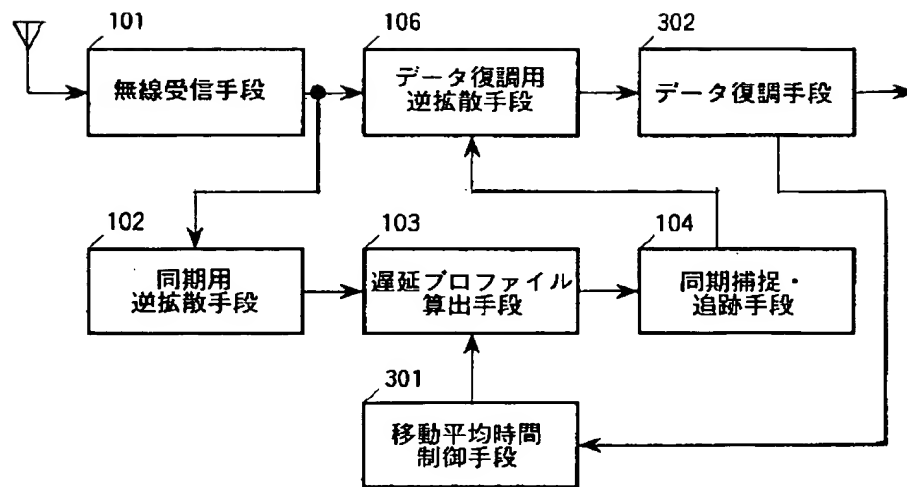 101
無線受信手段
106
データ復調用
逆拡散手段
302
データ復調手段
102
同期用
逆拡散手段
103
遅延プロファイル
算出手段
104
同期捕捉・
追跡手段
301
移動平均時間
制御手段